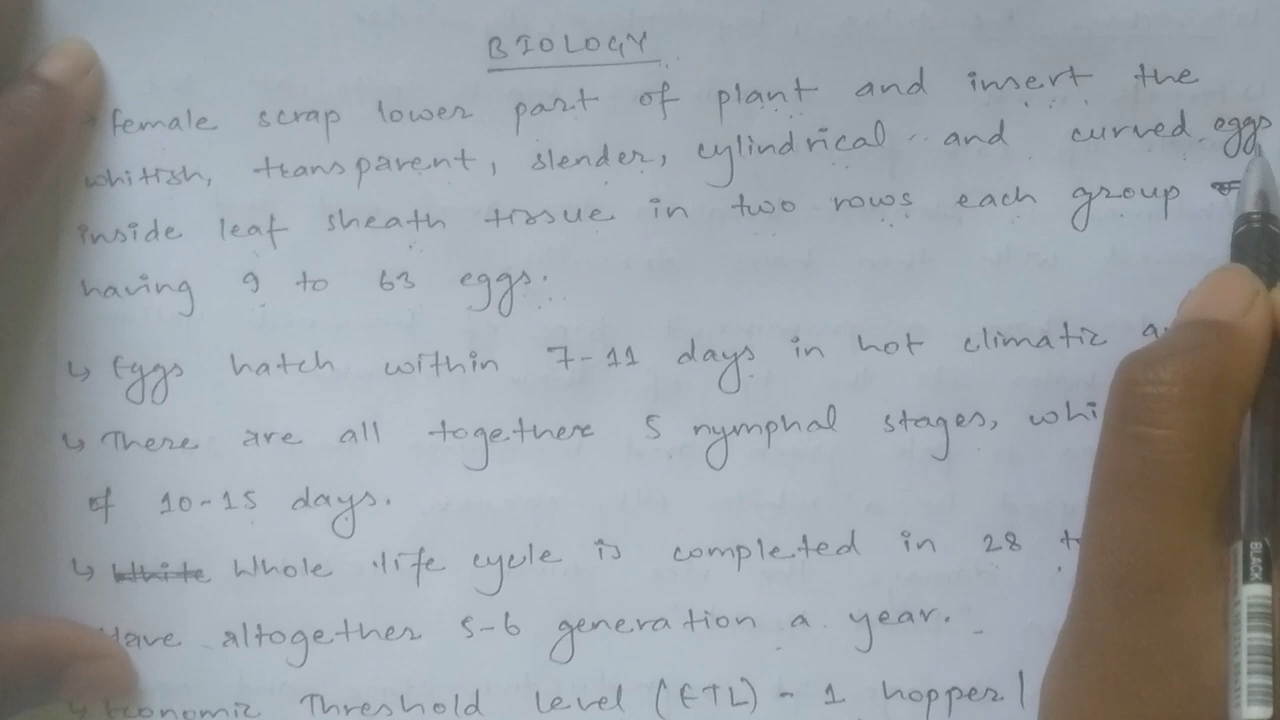 BIOLOGY
female scrap lower part of plant and insert the
whitish, transparent, slender, cylindrical and curved eggs
inside leaf sheath tissue in two rows each group
having 9 to 63 eggs.
↳ Eggs hatch within 7-11 days in hot climatic
↳ There are all together 5 nymphal stages,
of 10-15 days.
↳ White Whole life cycle is completed in 28
Have altogether 5-6 generation a year.
↳ Economic Threshold Level (ETL) - 1 hopper/
BLACK